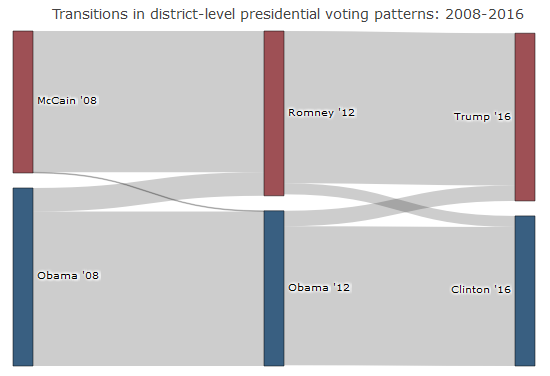 Transitions in district-level presidential voting patterns: 2008-2016
McCain '08
Romney '12
Trump '16
Obama '08
Obama '12
Clinton '16